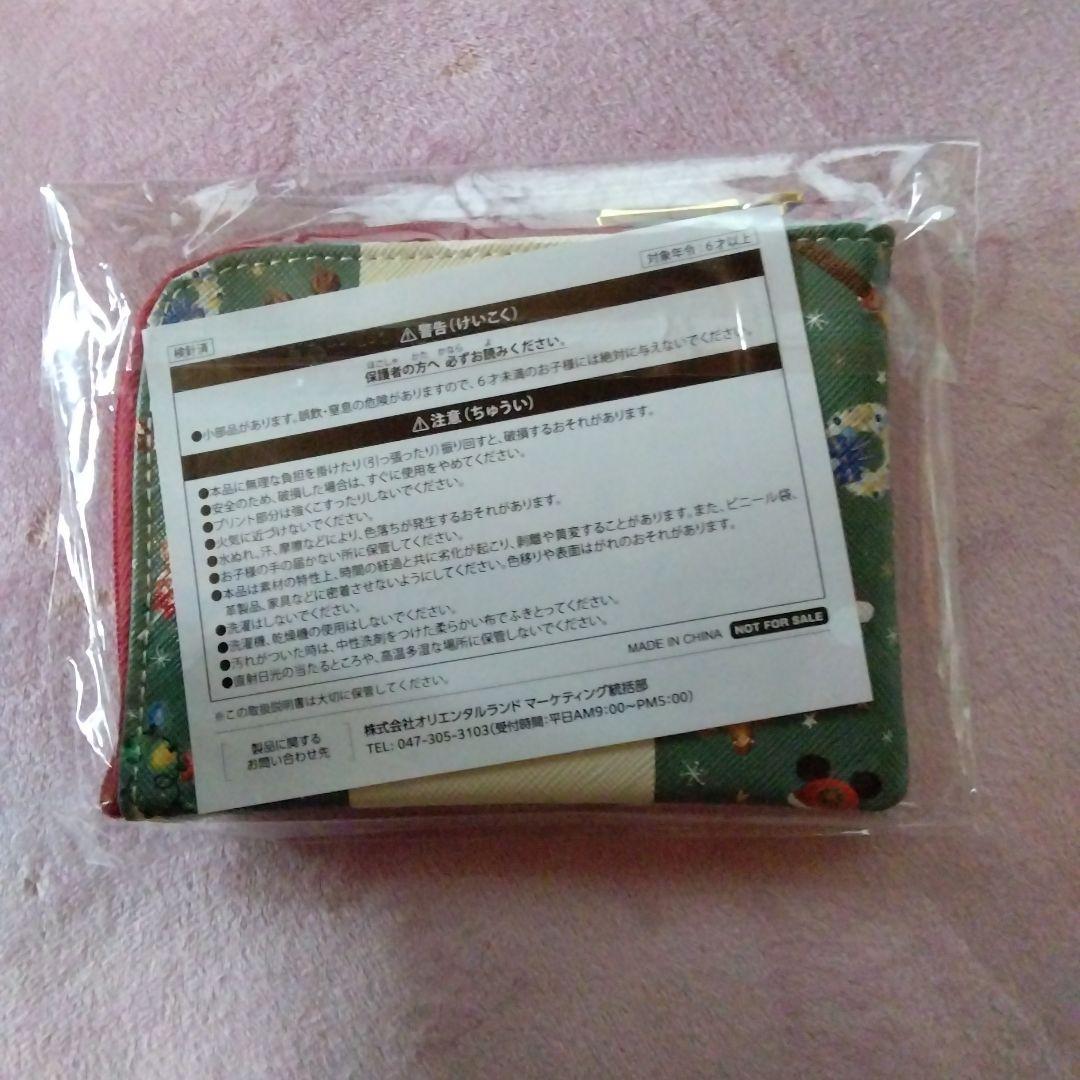 対象年令:6才以上
検針済
⚠警告(けいこく)
ほごしゃ かた かなら よ
保護者の方へ 必ずお読みください。
●小部品があります。誤飲・窒息の危険がありますので、6才未満のお子様には絶対に与えないでください。
⚠注意(ちゅうい)
●本品に無理な負担を掛けたり(引っ張ったり)振り回すと、破損するおそれがあります。
●安全のため、破損した場合は、すぐに使用をやめてください。
●プリント部分は強くこすったりしないでください。
●火気に近づけないでください。
●水ぬれ、汗、摩擦などにより、色落ちが発生するおそれがあります。
●お子様の手の届かない所に保管してください。
●本品は素材の特性上、時間の経過と共に劣化が起こり、剥離や黄変することがあります。また、ビニール袋、
革製品、家具などに密着させないようにしてください。色移りや表面はがれのおそれがあります。
●洗濯はしないでください。
●洗濯機、乾燥機の使用はしないでください。
●汚れがついた時は、中性洗剤をつけた柔らかい布でふきとってください。
●直射日光の当たるところや、高温多湿な場所に保管しないでください。
※この取扱説明書は大切に保管してください。
MADE IN CHINA NOT FOR SALE
製品に関する
お問い合わせ先
株式会社オリエンタルランド マーケティング統括部
TEL: 047-305-3103(受付時間:平日AM9:00〜PM5:00)